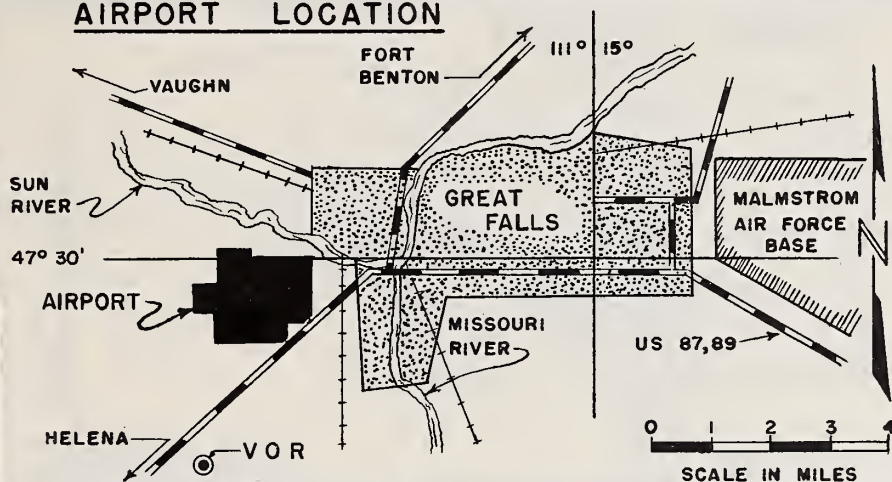 AIRPORT LOCATION
FORT
BENTON
111° 15°
VAUGHN
SUN
RIVER
GREAT
FALLS
MALMSTROM
AIR FORCE
BASE
N
47° 30'
AIRPORT
MISSOURI
RIVER
US 87,89
HELENA
VOR
0 1 2 3 4
SCALE IN MILES